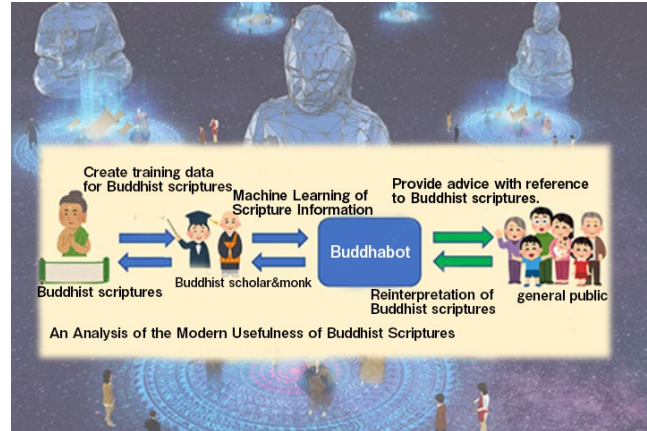 Create training data
for Buddhist scriptures
Machine Learning of
Scripture Information
Provide advice with reference
to Buddhist scriptures.
Buddhabot
Buddhist scriptures
Buddhist scholar&monk
Reinterpretation of
Buddhist scriptures
general public
An Analysis of the Modern Usefulness of Buddhist Scriptures